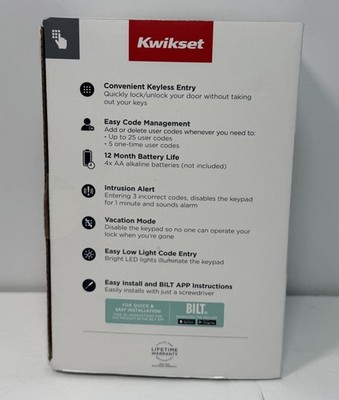 Kwikset
Convenient Keyless Entry
Quickly lock/unlock your door without taking
out your keys
Easy Code Management
Add or delete user codes whenever you need to:
• Up to 25 user codes
• 5 one-time user codes
12 Month Battery Life
4x AA alkaline batteries (not included)
Intrusion Alert
Entering 3 incorrect codes, disables the keypad
for 1 minute and sounds alarm
Vacation Mode
Disable the keypad so no one can operate your
lock when you're gone
Easy Low Light Code Entry
Bright LED lights illuminate the keypad
Easy Install and BILT APP Instructions
Easily installs with just a screwdriver
FOR QUICK &
EASY INSTALLATION
BILT.
LIFETIME
WARRANTY